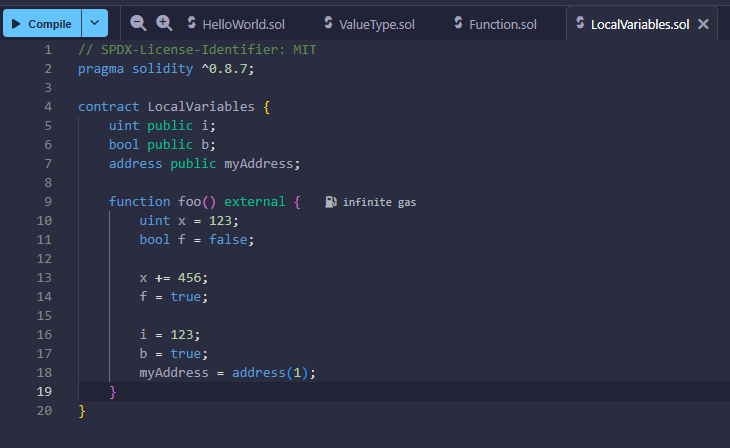 Compile HelloWorld.sol ValueType.sol Function.sol LocalVariables.sol
1 // SPDX-License-Identifier: MIT
2 pragma solidity ^0.8.7;
3
4 contract LocalVariables {
5     uint public i;
6     bool public b;
7     address public myAddress;
8
9     function foo() external { infinite gas
10         uint x = 123;
11         bool f = false;
12
13         x += 456;
14         f = true;
15
16         i = 123;
17         b = true;
18         myAddress = address(1);
19     }
20 }